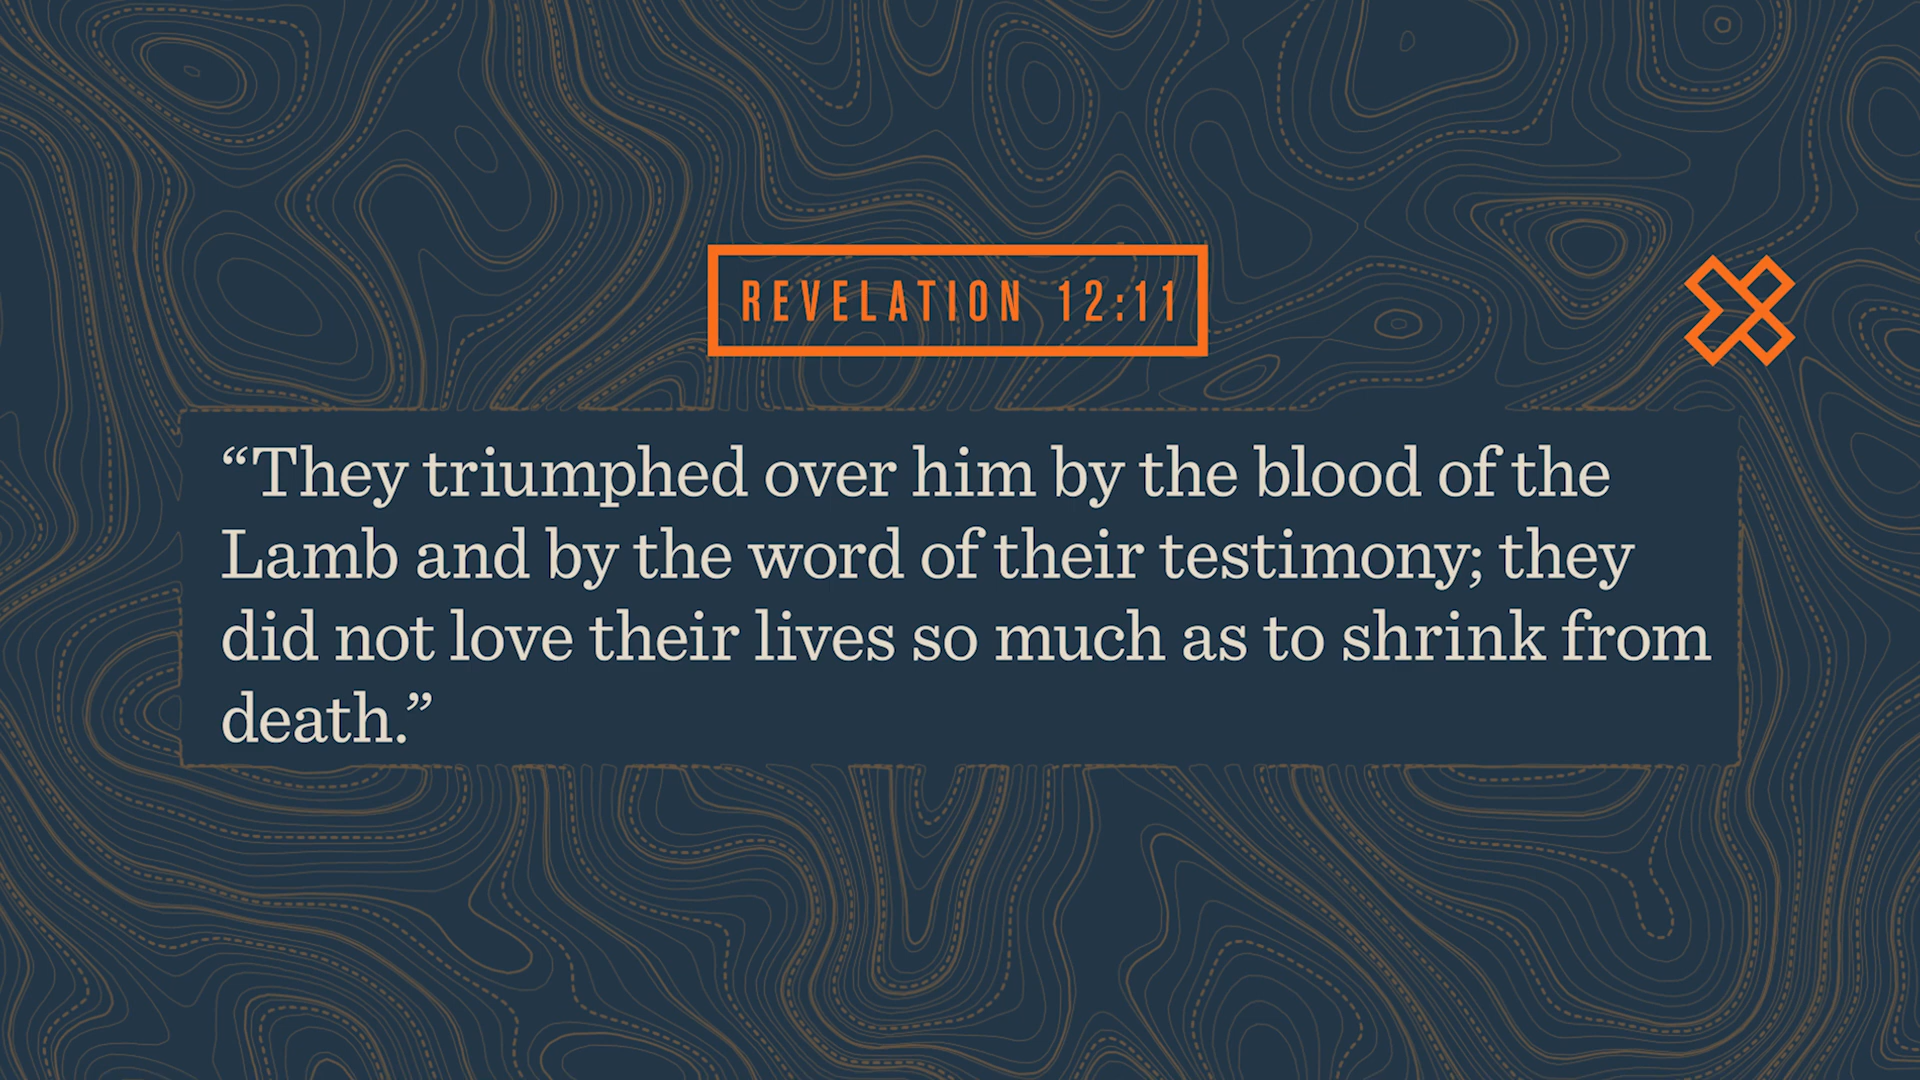 REVELATION 12:11
“They triumphed over him by the blood of the
Lamb and by the word of their testimony; they
did not love their lives so much as to shrink from
death.”